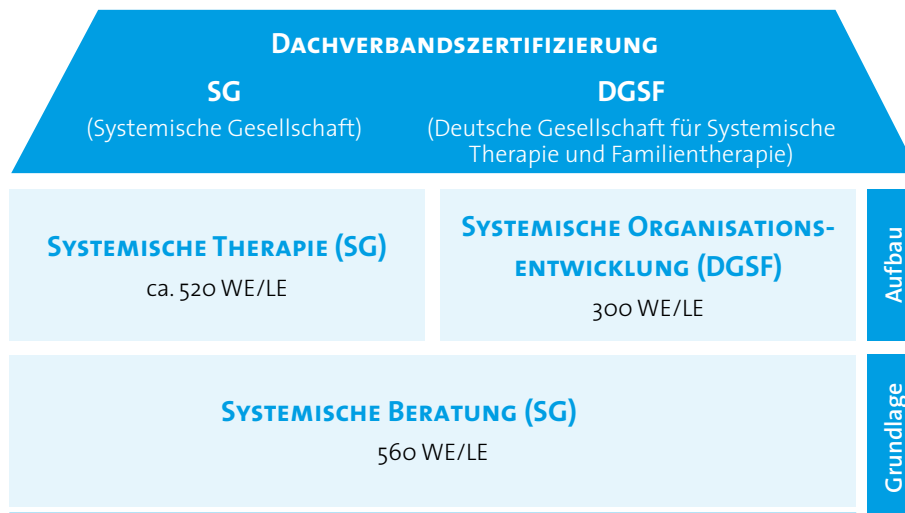 Dachverbandszertifizierung
SG
(Systemische Gesellschaft)
DGSF
(Deutsche Gesellschaft für Systemische
Therapie und Familientherapie)
Systemische Therapie (SG)
ca. 520 WE/LE
Systemische Organisations-
entwicklung (DGSF)
300 WE/LE
Aufbau
Systemische Beratung (SG)
560 WE/LE
Grundlage